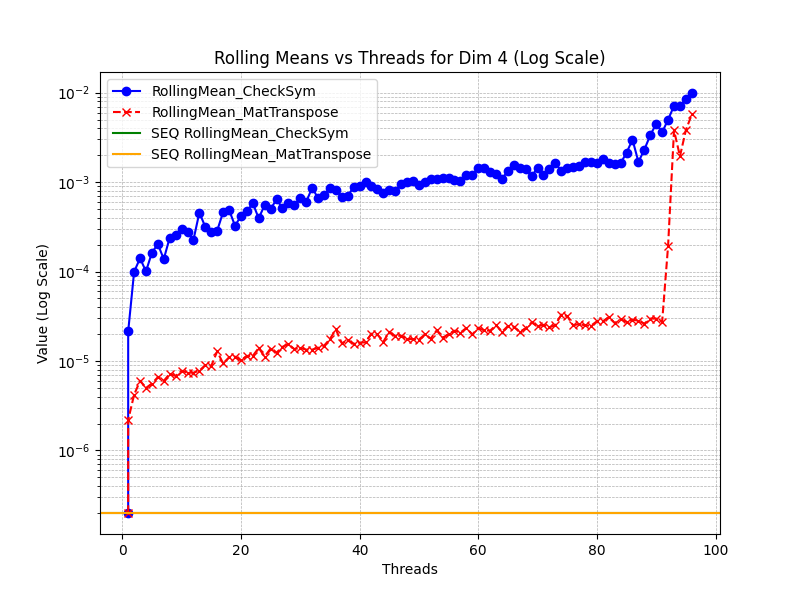 Rolling Means vs Threads for Dim 4 (Log Scale)
RollingMean_CheckSym
RollingMean_MatTranspose
SEQ RollingMean_CheckSym
SEQ RollingMean_MatTranspose
Value (Log Scale)
10⁻²
10⁻³
10⁻⁴
10⁻⁵
10⁻⁶
0 20 40 60 80 100
Threads